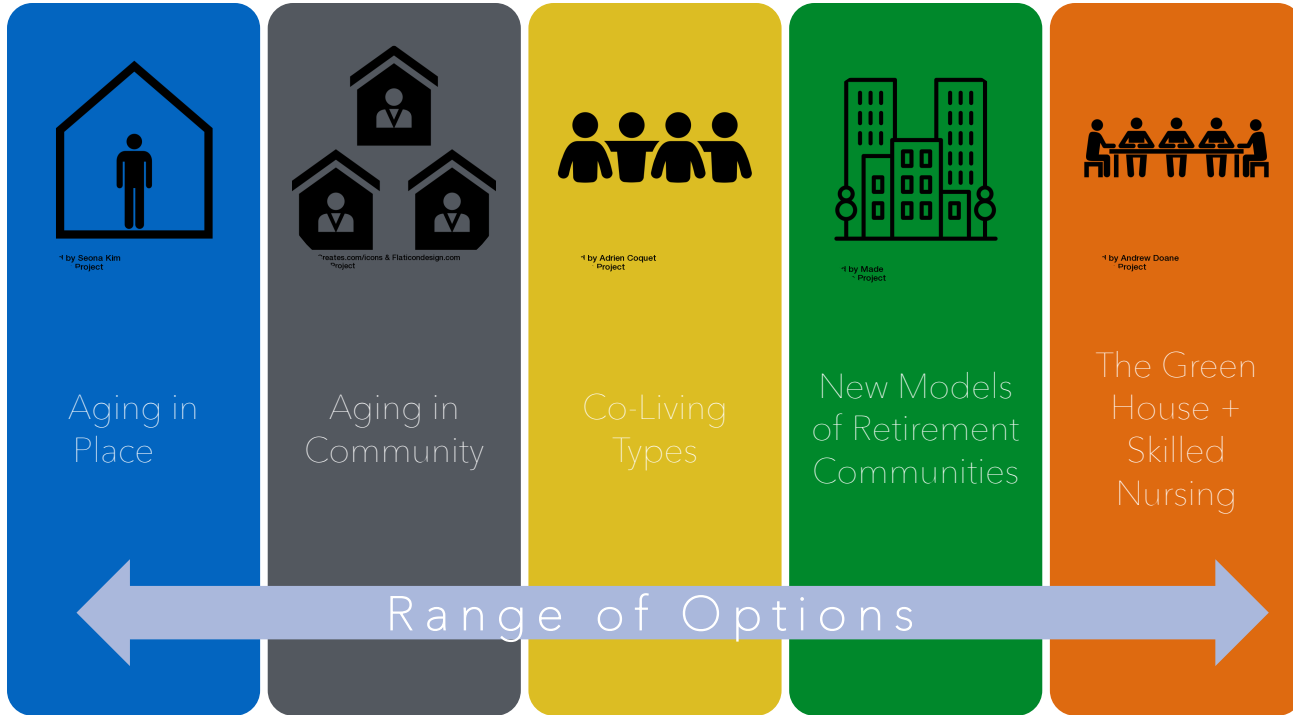 by Seona Kim
Project
Aging in
Place
creates.com/icons & Flaticondesign.com
Project
Aging in
Community
by Adrien Coquet
Project
Co-Living
Types
by Made
Project
New Models
of Retirement
Communities
by Andrew Doane
Project
The Green
House +
Skilled
Nursing
Range of Options